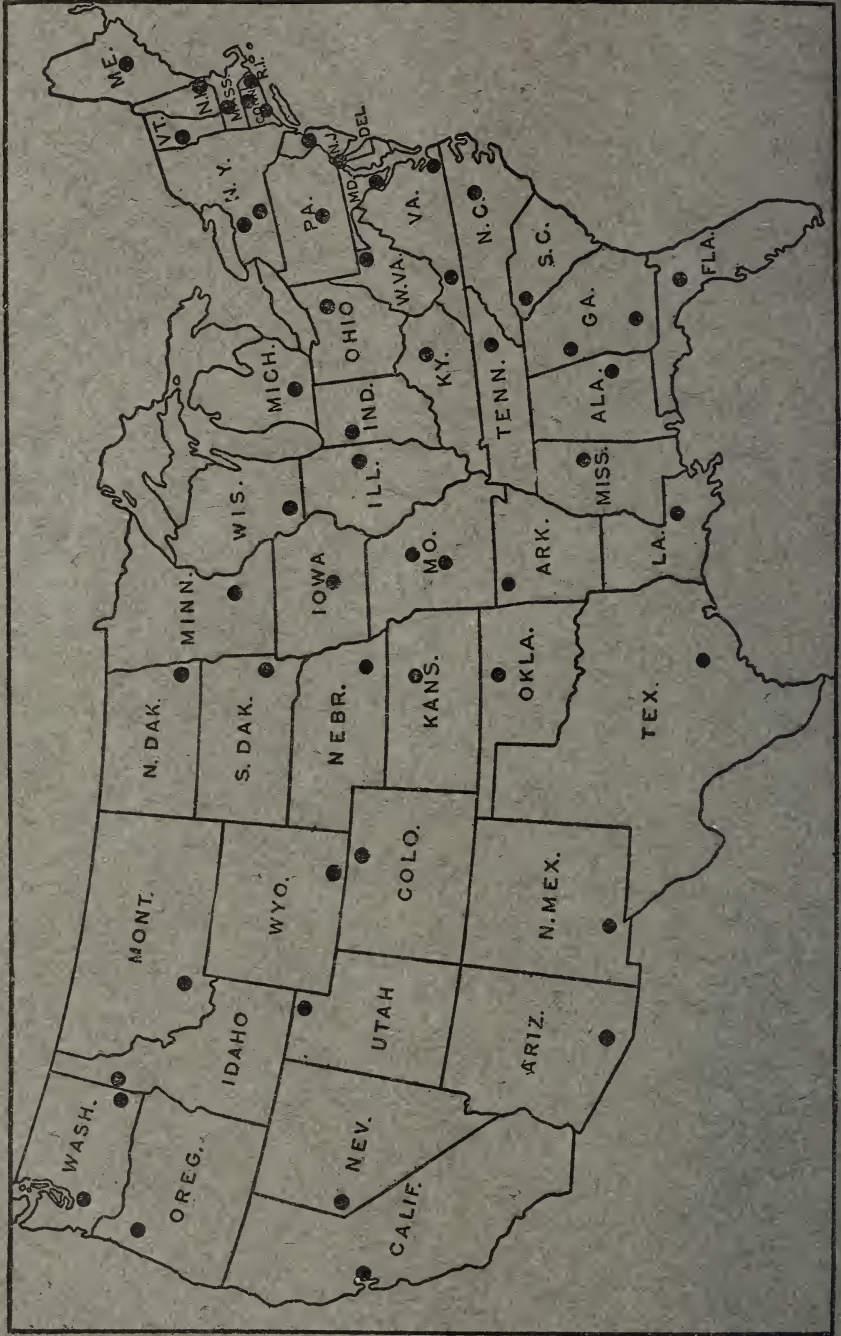 WASH.
OREG.
CALIF.
NEV.
IDAHO
MONT.
WYO.
UTAH
ARIZ.
COLO.
N. MEX.
N. DAK.
S. DAK.
NEBR.
KANS.
OKLA.
TEX.
MINN.
IOWA
MO.
ARK.
LA.
WIS.
ILL.
MICH.
IND.
OHIO
KY.
TENN.
MISS.
ALA.
GA.
FLA.
S.C.
N.C.
VA.
W.VA.
MD.
DEL.
N.J.
PA.
N.Y.
VT.
N.H.
MASS.
CONN.
R.I.
ME.